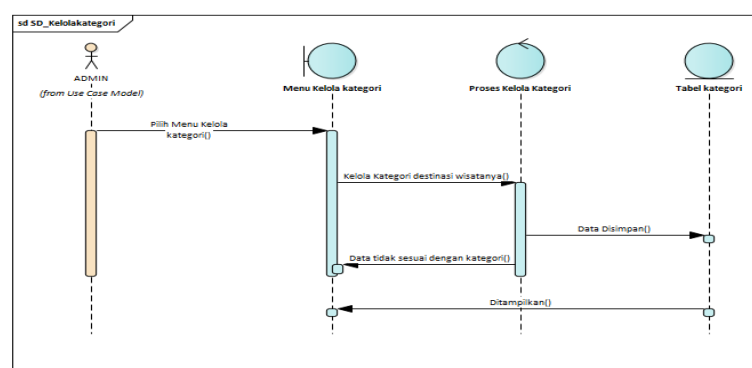 sd SD_Kelolakategori
ADMIN
(from Use Case Model)
Menu Kelola kategori
Proses Kelola Kategori
Tabel kategori
Pilih Menu Kelola
kategori()
Kelola Kategori destinasi wisatanya()
Data Disimpan()
Data tidak sesuai dengan kategori()
Ditampilkan()